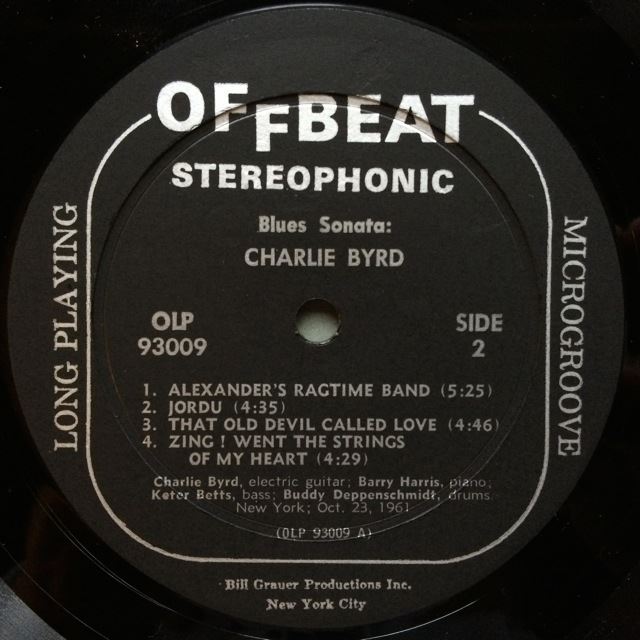 OFFBEAT
STEREOPHONIC
Blues Sonata:
CHARLIE BYRD
LONG PLAYING
MICROGROOVE
OLP
93009
SIDE
2
1. ALEXANDER'S RAGTIME BAND (5:25)
2. JORDU (4:35)
3. THAT OLD DEVIL CALLED LOVE (4:46)
4. ZING! WENT THE STRINGS
OF MY HEART (4:29)
Charlie Byrd, electric guitar; Barry Harris, piano;
Keter Betts, bass; Buddy Deppenschmidt, drums.
New York; Oct. 23, 1961
(OLP 93009 A)
Bill Grauer Productions Inc.
New York City